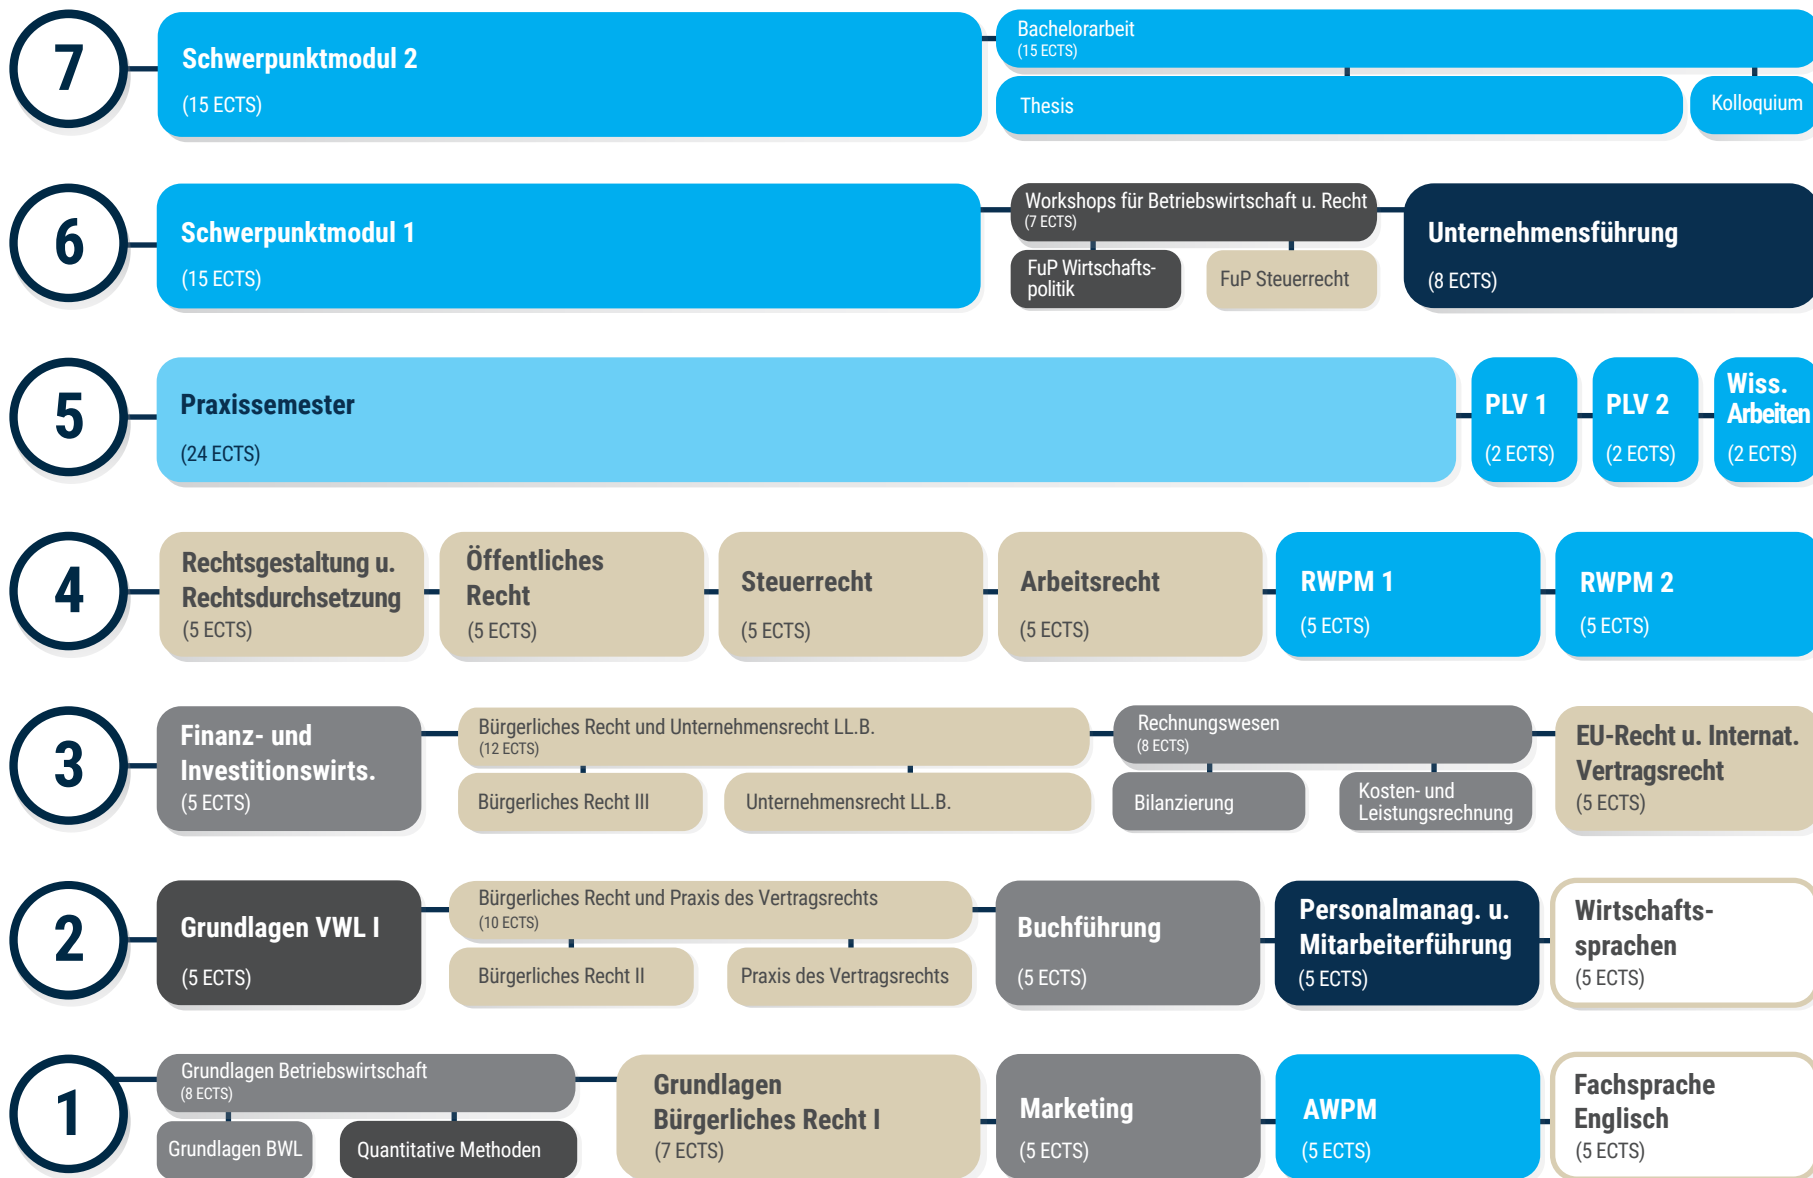 7
Schwerpunktmodul 2
(15 ECTS)
Bachelorarbeit
(15 ECTS)
Thesis
Kolloquium
6
Schwerpunktmodul 1
(15 ECTS)
Workshops für Betriebswirtschaft u. Recht
(7 ECTS)
FuP Wirtschafts-
politik
FuP Steuerrecht
Unternehmensführung
(8 ECTS)
5
Praxissemester
(24 ECTS)
PLV 1
(2 ECTS)
PLV 2
(2 ECTS)
Wiss.
Arbeiten
(2 ECTS)
4
Rechtsgestaltung u.
Rechtsdurchsetzung
(5 ECTS)
Öffentliches
Recht
(5 ECTS)
Steuerrecht
(5 ECTS)
Arbeitsrecht
(5 ECTS)
RWPM 1
(5 ECTS)
RWPM 2
(5 ECTS)
3
Finanz- und
Investitionswirts.
(5 ECTS)
Bürgerliches Recht und Unternehmensrecht LL.B.
(12 ECTS)
Bürgerliches Recht III
Unternehmensrecht LL.B.
Rechnungswesen
(8 ECTS)
Bilanzierung
Kosten- und
Leistungsrechnung
EU-Recht u. Internat.
Vertragsrecht
(5 ECTS)
2
Grundlagen VWL I
(5 ECTS)
Bürgerliches Recht und Praxis des Vertragsrechts
(10 ECTS)
Bürgerliches Recht II
Praxis des Vertragsrechts
Buchführung
(5 ECTS)
Personalmanag. u.
Mitarbeiterführung
(5 ECTS)
Wirtschafts-
sprachen
(5 ECTS)
1
Grundlagen Betriebswirtschaft
(8 ECTS)
Grundlagen BWL
Quantitative Methoden
Grundlagen
Bürgerliches Recht I
(7 ECTS)
Marketing
(5 ECTS)
AWPM
(5 ECTS)
Fachsprache
Englisch
(5 ECTS)